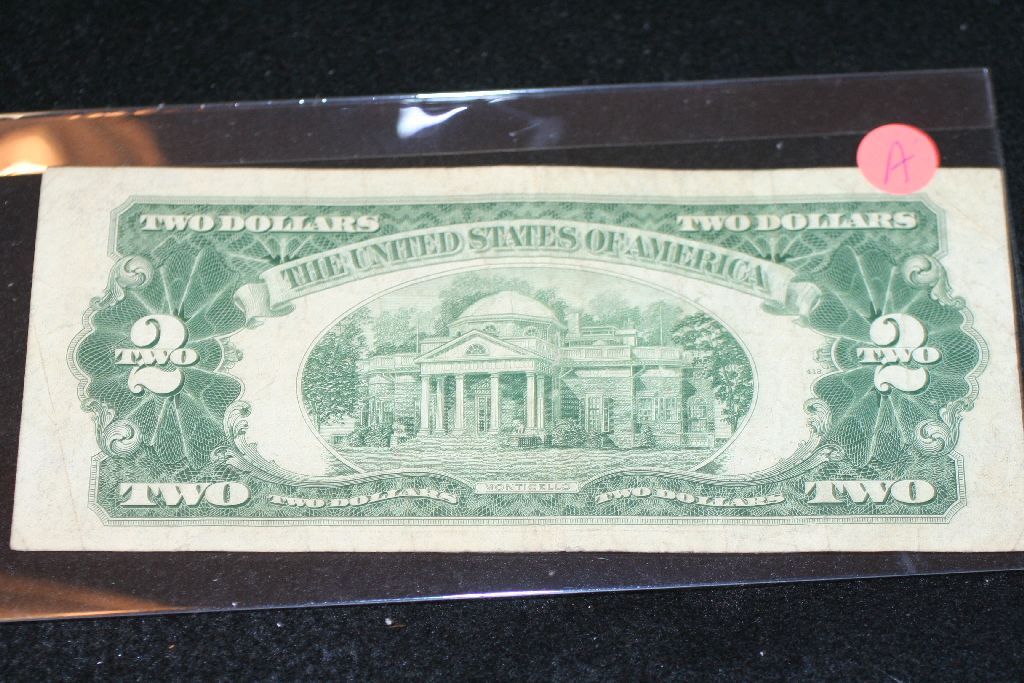 A
TWO DOLLARS TWO DOLLARS
THE UNITED STATES OF AMERICA
2 2
TWO TWO
TWO TWO DOLLARS MONTICELLO TWO DOLLARS TWO